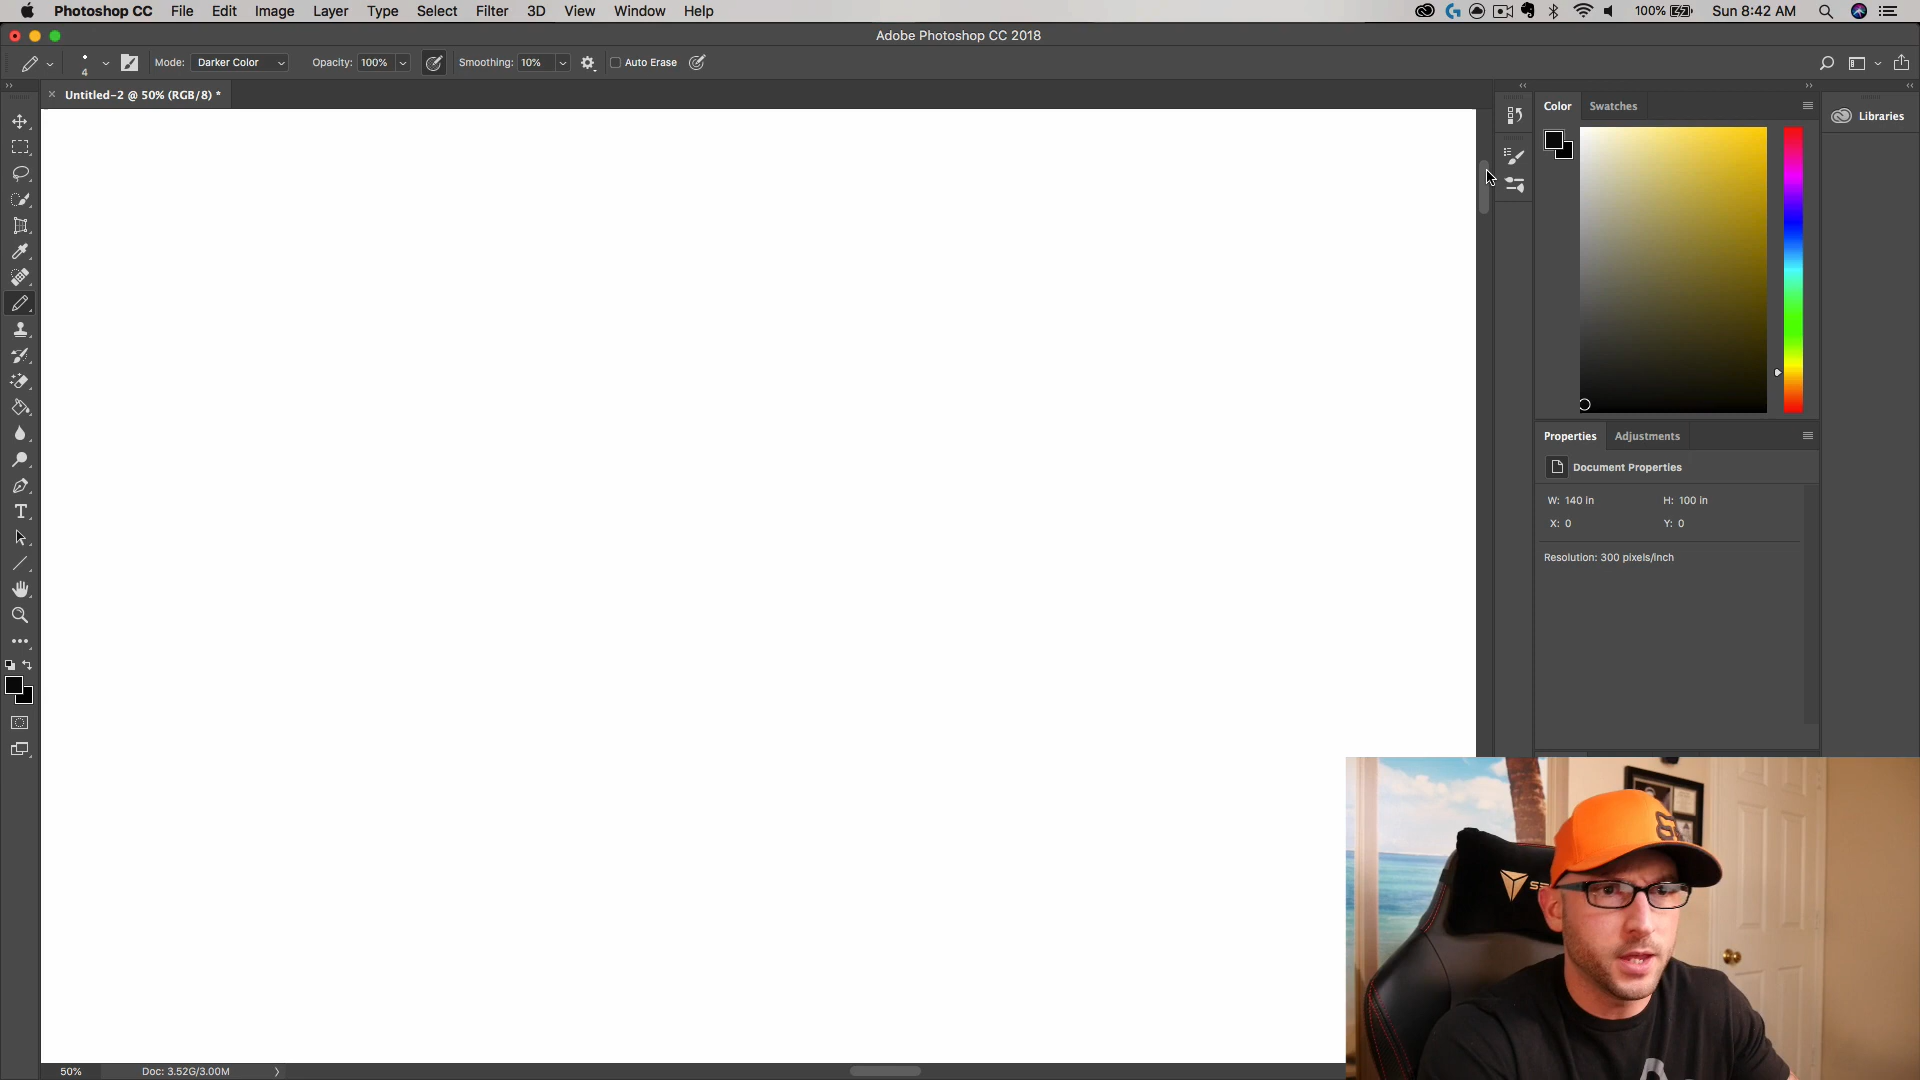 Photoshop CC File Edit Image Layer Type Select Filter 3D View Window Help 100% Sun 8:42 AM
Adobe Photoshop CC 2018
4 Mode: Darker Color Opacity: 100% Smoothing: 10% Auto Erase
Untitled-2 @ 50% (RGB/8) *
Color Swatches
Libraries
Properties Adjustments
Document Properties
W: 140 in H: 100 in
X: 0 Y: 0
Resolution: 300 pixels/inch
50% Doc: 3.52G/3.00M